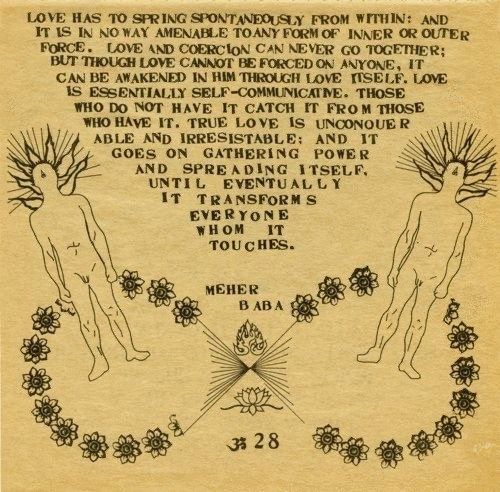 LOVE HAS TO SPRING SPONTANEOUSLY FROM WITHIN: AND
IT IS IN NO WAY AMENABLE TO ANY FORM OF INNER OR OUTER
FORCE. LOVE AND COERCION CAN NEVER GO TOGETHER;
BUT THOUGH LOVE CANNOT BE FORCED ON ANYONE, IT
CAN BE AWAKENED IN HIM THROUGH LOVE ITSELF. LOVE
IS ESSENTIALLY SELF-COMMUNICATIVE. THOSE
WHO DO NOT HAVE IT CATCH IT FROM THOSE
WHO HAVE IT. TRUE LOVE IS UNCONQUER
ABLE AND IRRESISTABLE; AND IT
GOES ON GATHERING POWER
AND SPREADING ITSELF,
UNTIL EVENTUALLY
IT TRANSFORMS
EVERYONE
WHOM IT
TOUCHES.
MEHER
BABA
ॐ 28